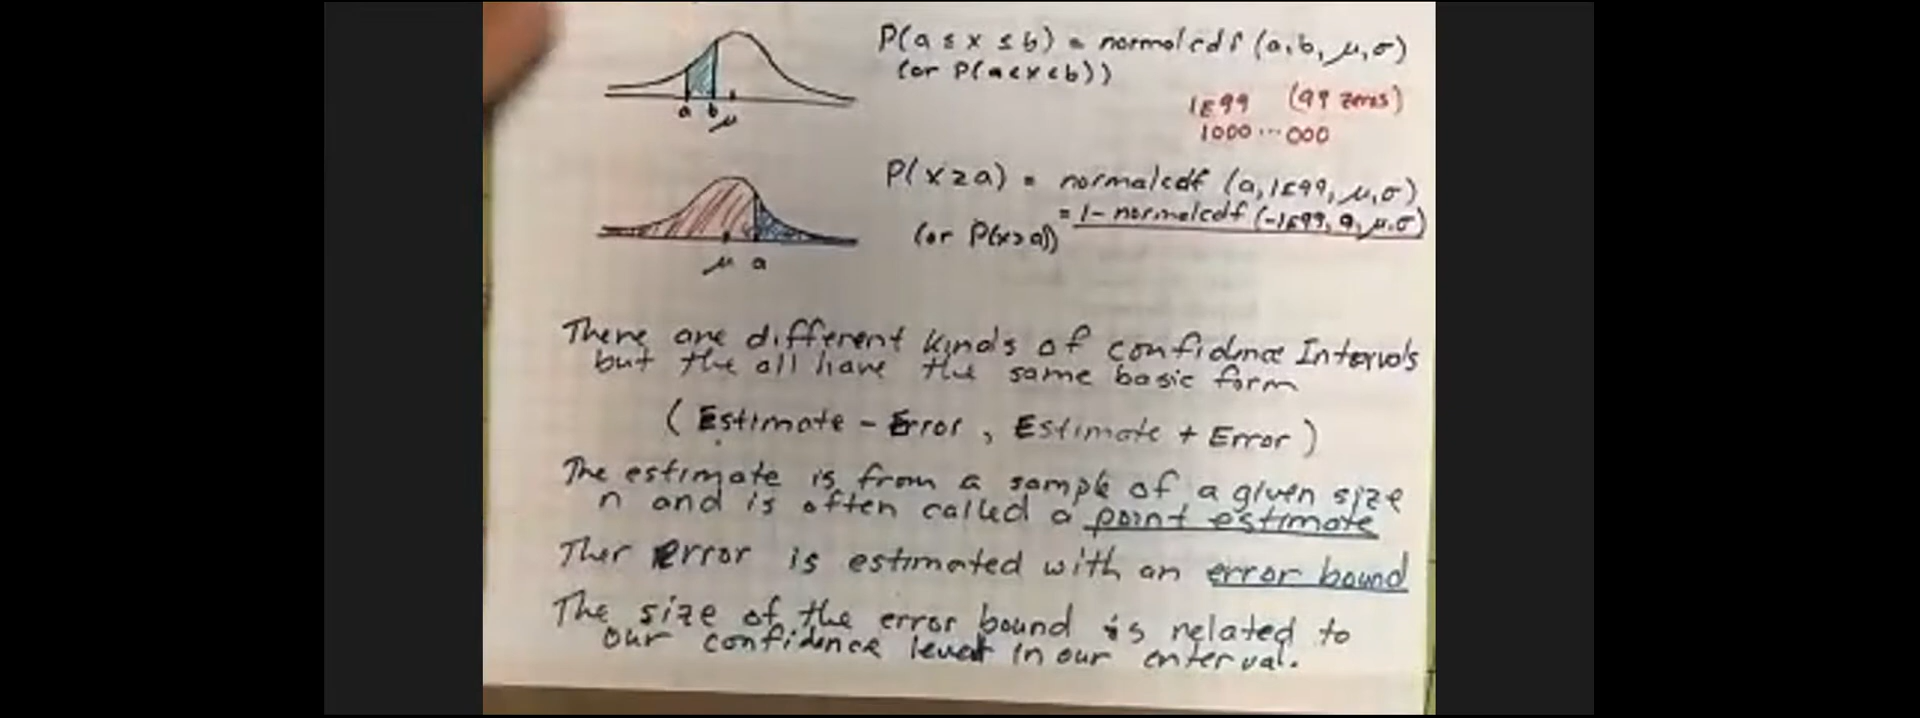 P(a ≤ x ≤ b) = normalcdf (a, b, μ, σ)
(or P(a < x < b))
a b μ
1E99 (99 zeros)
1000...000
P(x ≥ a) = normalcdf (a, 1E99, μ, σ)
= 1 - normalcdf (-1E99, a, μ, σ)
(or P(x > a))
μ a
There are different kinds of confidnce Intervals
but the all have the same basic form
(Estimate - Error, Estimate + Error)
The estimate is from a sample of a given size
n and is often called a point estimate
Ther error is estimated with an error bound
The size of the error bound is related to
our confidence level in our enterval.